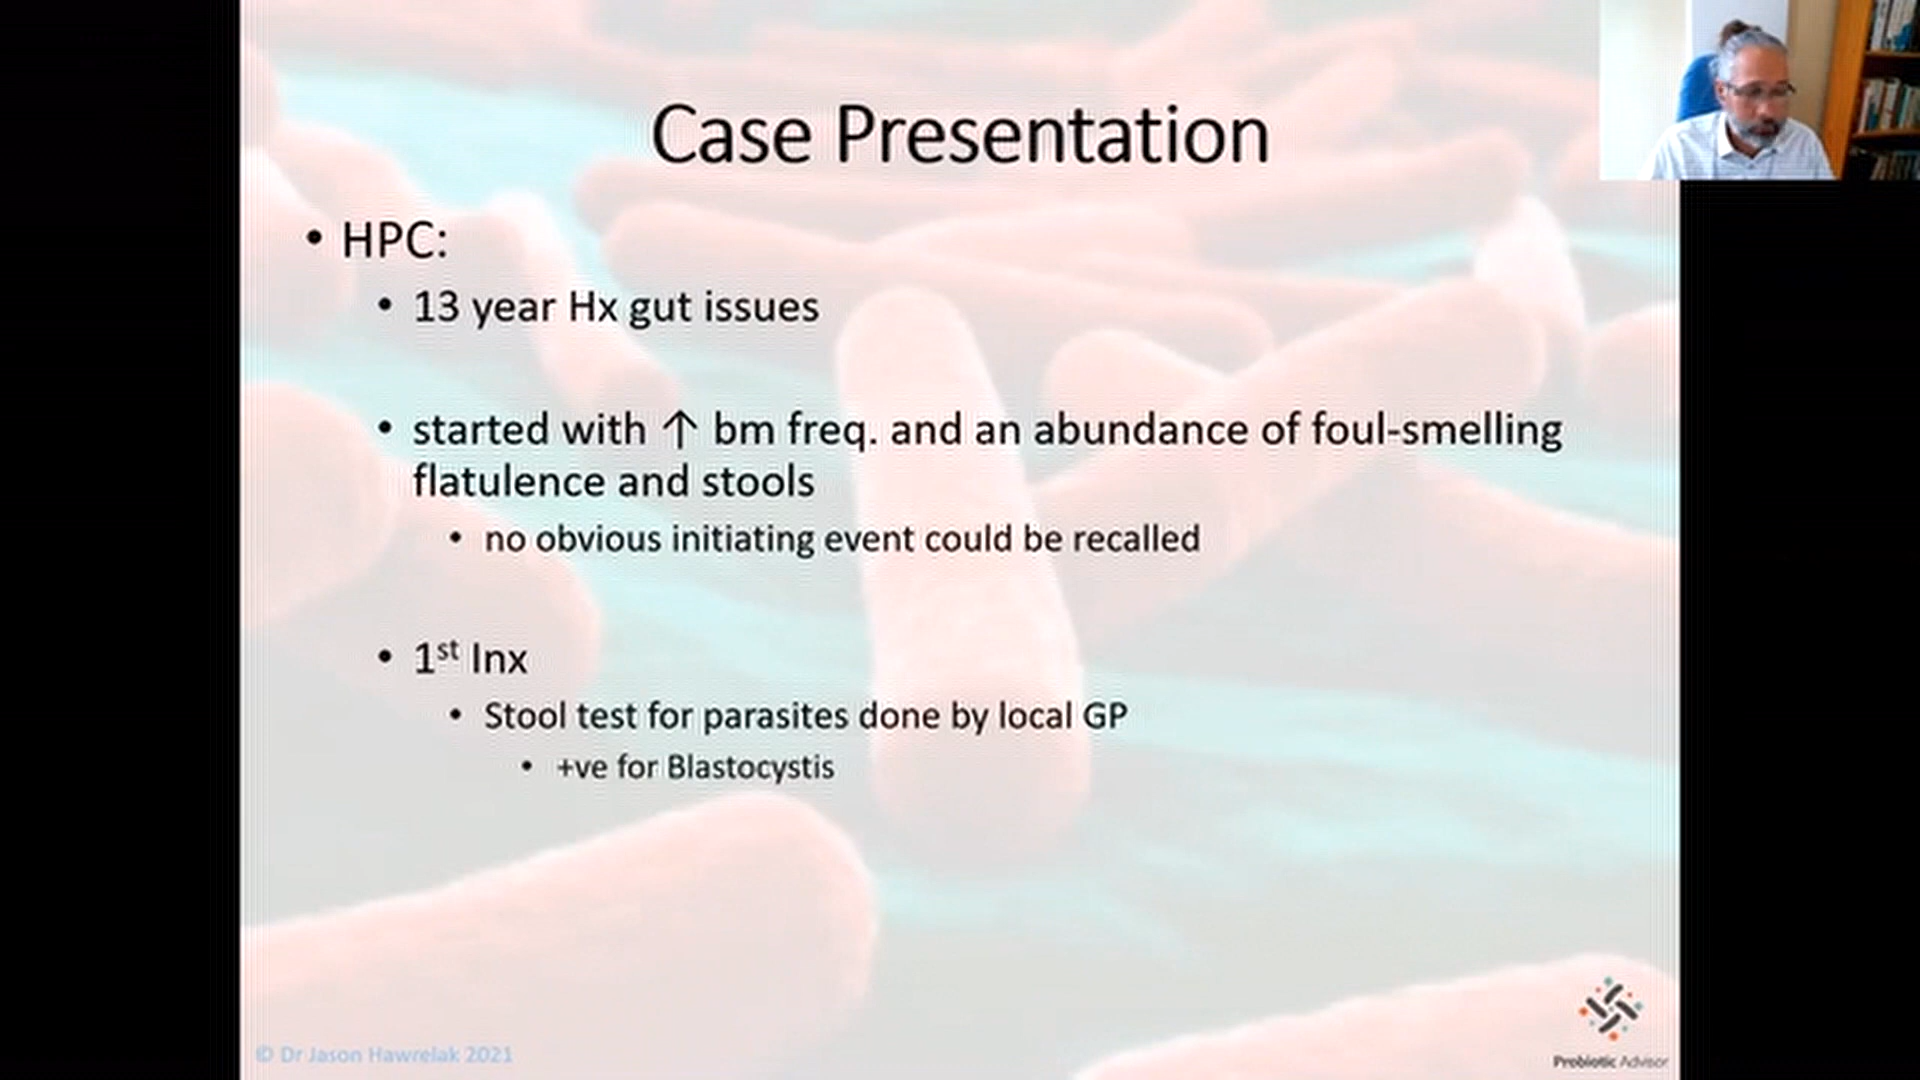 Case Presentation
• HPC:
• 13 year Hx gut issues
• started with ↑ bm freq. and an abundance of foul-smelling
flatulence and stools
• no obvious initiating event could be recalled
• 1st Inx
• Stool test for parasites done by local GP
• +ve for Blastocystis
© Dr Jason Hawrelak 2021
Probiotic Advisor